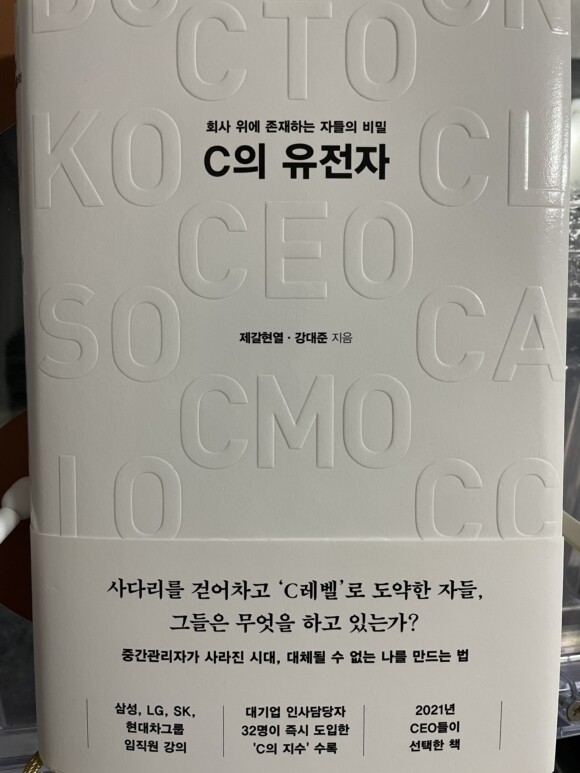 DO
CTO
ON
회사 위에 존재하는 자들의 비밀
C의 유전자
KO
CL
CEO
SO
CA
제갈현열 · 강대준 지음
CMO
IO
CC
사다리를 걷어차고 ‘C레벨’로 도약한 자들,
그들은 무엇을 하고 있는가?
중간관리자가 사라진 시대, 대체될 수 없는 나를 만드는 법
삼성, LG, SK,
현대차그룹
임직원 강의
대기업 인사담당자
32명이 즉시 도입한
‘C의 지수’ 수록
2021년
CEO들이
선택한 책